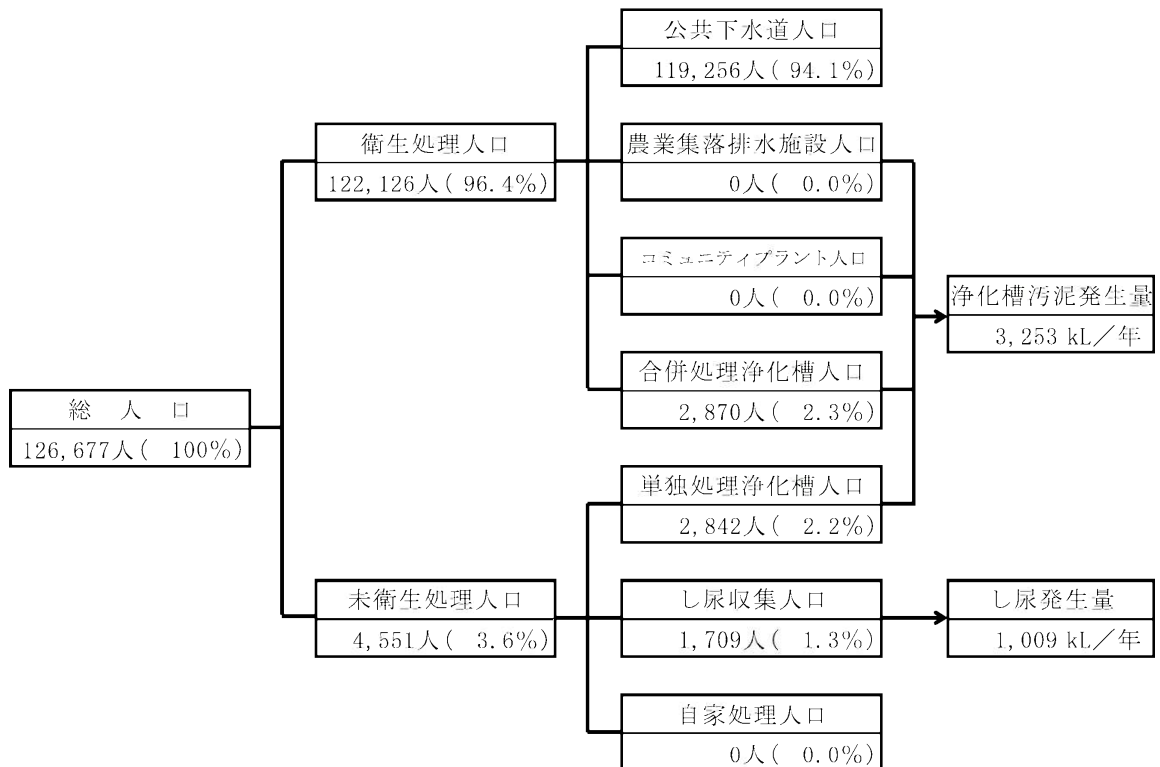 公共下水道人口
119,256人( 94.1%)
衛生処理人口
122,126人( 96.4%)
農業集落排水施設人口
0人( 0.0%)
コミュニティプラント人口
0人( 0.0%)
浄化槽汚泥発生量
3,253 kL／年
合併処理浄化槽人口
2,870人( 2.3%)
総 人 口
126,677人( 100%)
単独処理浄化槽人口
2,842人( 2.2%)
未衛生処理人口
4,551人( 3.6%)
し尿収集人口
1,709人( 1.3%)
し尿発生量
1,009 kL／年
自家処理人口
0人( 0.0%)